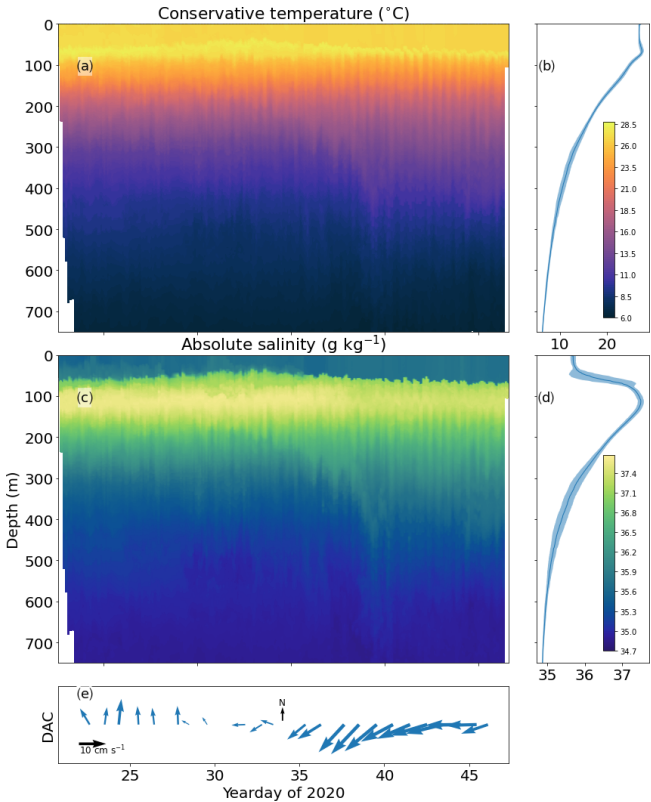 Conservative temperature (°C)
0
100
200
300
400
500
600
700
(a)
(b)
28.5
26.0
23.5
21.0
18.5
16.0
13.5
11.0
8.5
6.0
10 20
Absolute salinity (g kg⁻¹)
0
100
200
300
400
500
600
700
Depth (m)
(c)
(d)
37.4
37.1
36.8
36.5
36.2
35.9
35.6
35.3
35.0
34.7
35 36 37
(e)
N
DAC
10 cm s⁻¹
25 30 35 40 45
Yearday of 2020